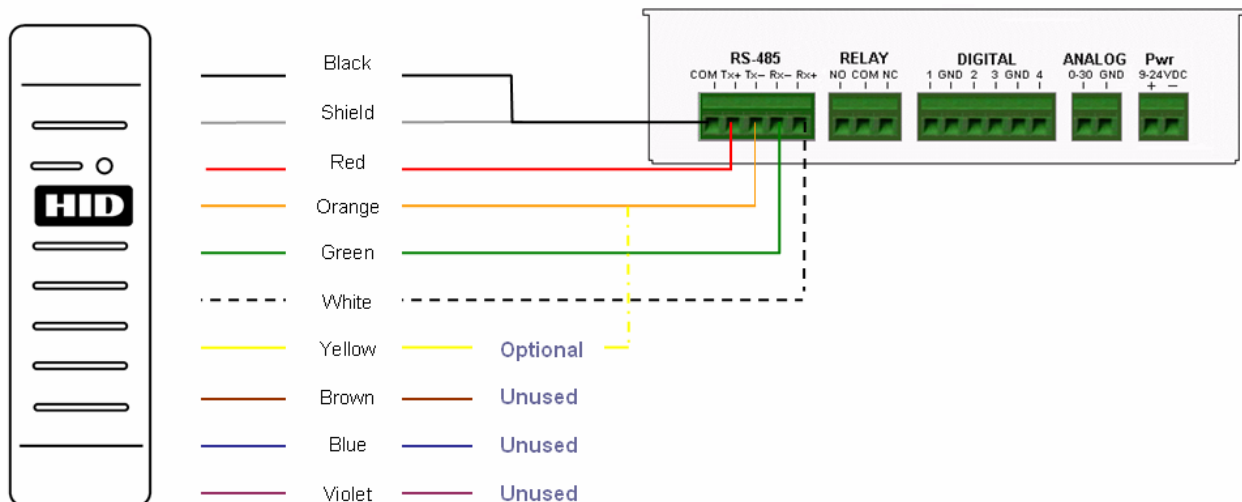 RS-485 RELAY DIGITAL ANALOG Pwr
COM Tx+ Tx– Rx– Rx+ NO COM NC 1 GND 2 3 GND 4 0-30 GND 9-24VDC
+ –
Black
Shield
Red
HID
Orange
Green
White
Yellow Optional
Brown Unused
Blue Unused
Violet Unused